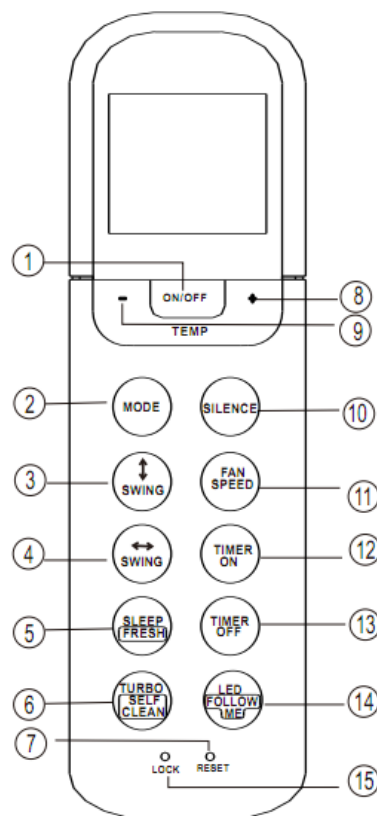 1
ON/OFF
-
+
8
TEMP
9
2
MODE
SILENCE
10
3
SWING
FAN
SPEED
11
4
SWING
TIMER
ON
12
5
SLEEP
FRESH
TIMER
OFF
13
6
TURBO
SELF
CLEAN
LED
FOLLOW
ME
14
7
LOCK
RESET
15